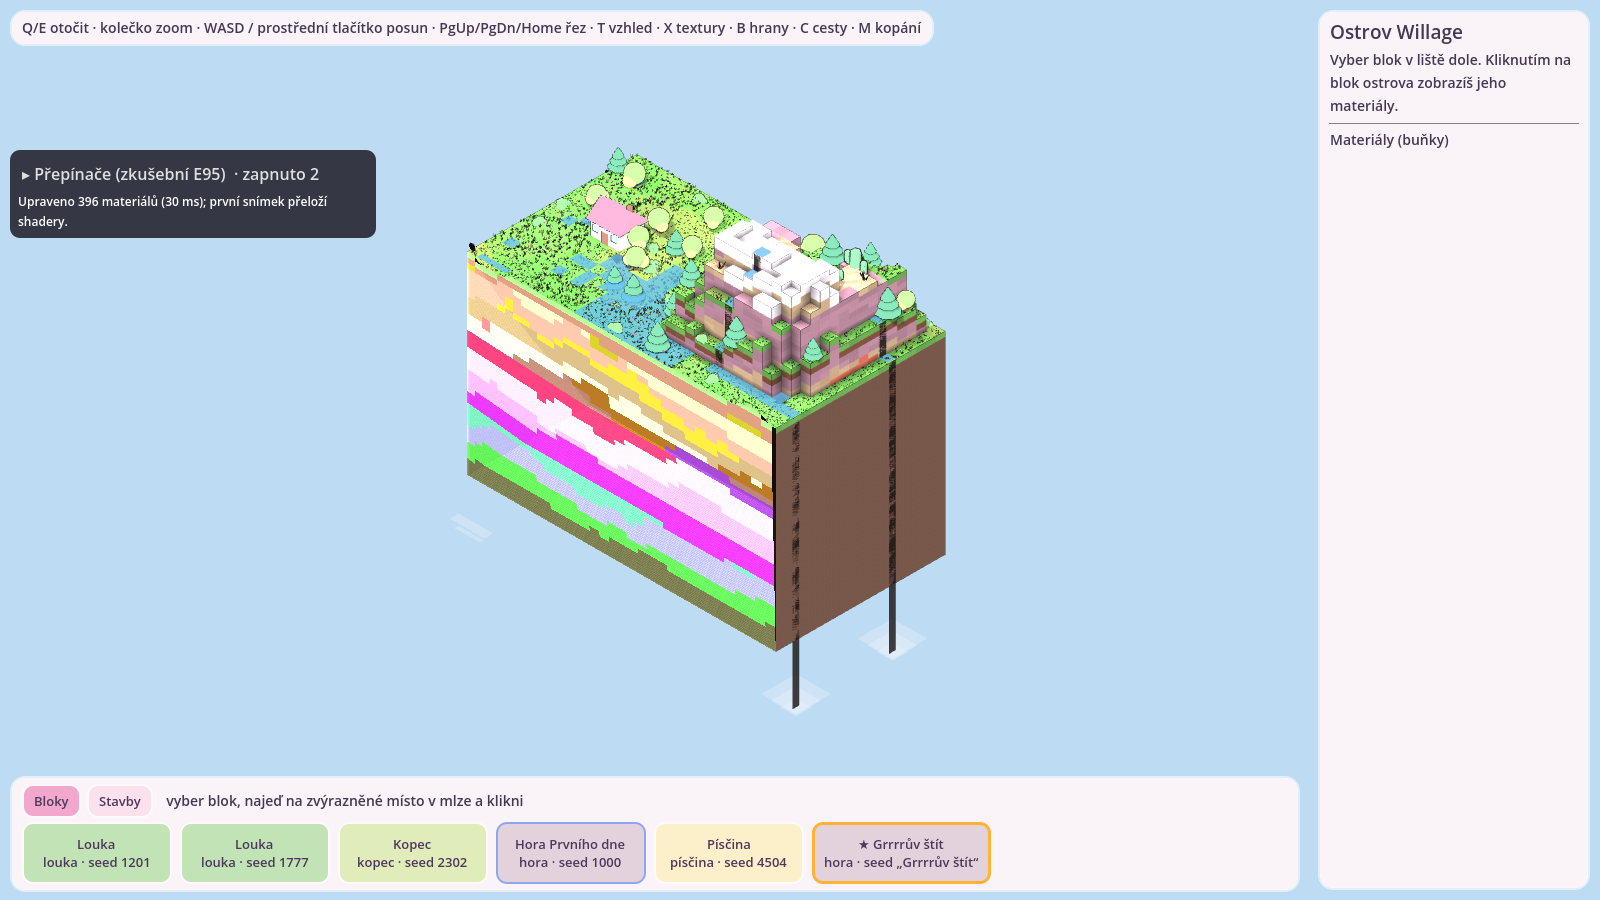 Q/E otočit · kolečko zoom · WASD / prostřední tlačítko posun · PgUp/PgDn/Home řez · T vzhled · X textury · B hrany · C cesty · M kopání
Ostrov Willage
Vyber blok v liště dole. Kliknutím na
blok ostrova zobrazíš jeho
materiály.
Materiály (buňky)
▸ Přepínače (zkušební E95) · zapnuto 2
Upraveno 396 materiálů (30 ms); první snímek přeloží
shadery.
Bloky
Stavby
vyber blok, najeď na zvýrazněné místo v mlze a klikni
Louka
louka · seed 1201
Louka
louka · seed 1777
Kopec
kopec · seed 2302
Hora Prvního dne
hora · seed 1000
Písčina
písčina · seed 4504
★ Grrrrův štít
hora · seed „Grrrrův štít“